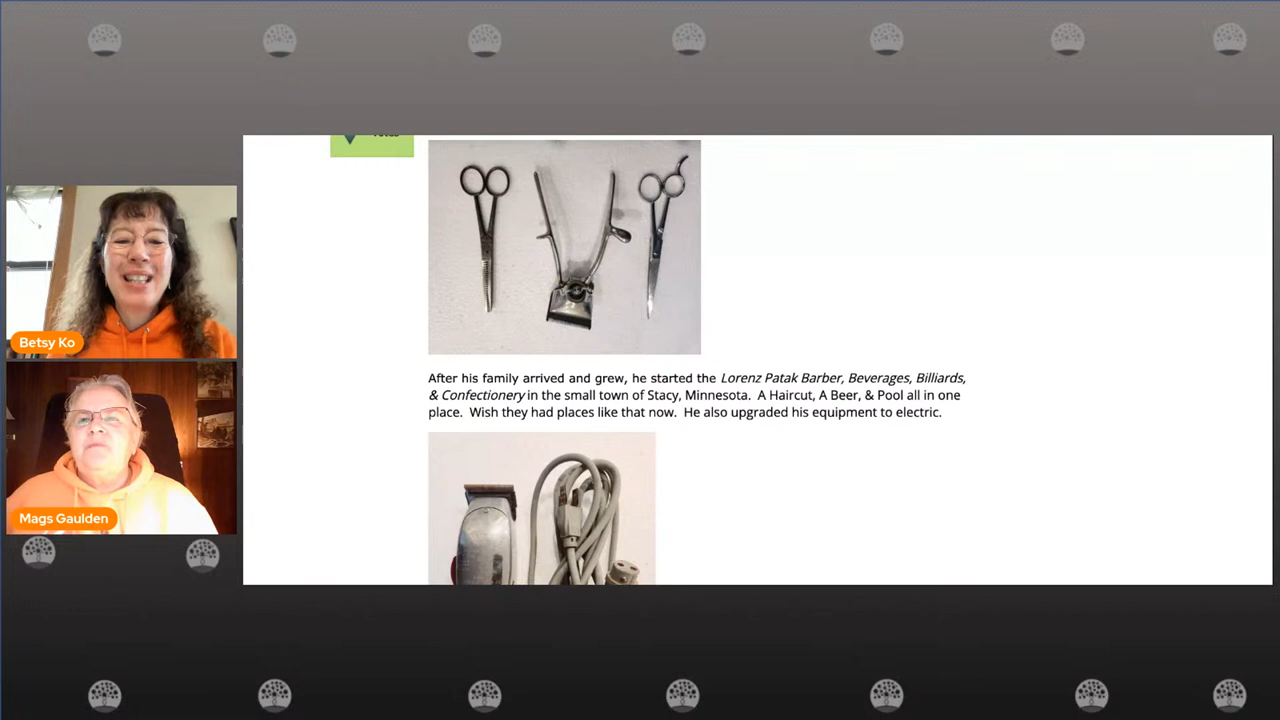 Betsy Ko
Mags Gaulden
After his family arrived and grew, he started the Lorenz Patak Barber, Beverages, Billiards,
& Confectionery in the small town of Stacy, Minnesota.  A Haircut, A Beer, & Pool all in one
place.  Wish they had places like that now.  He also upgraded his equipment to electric.